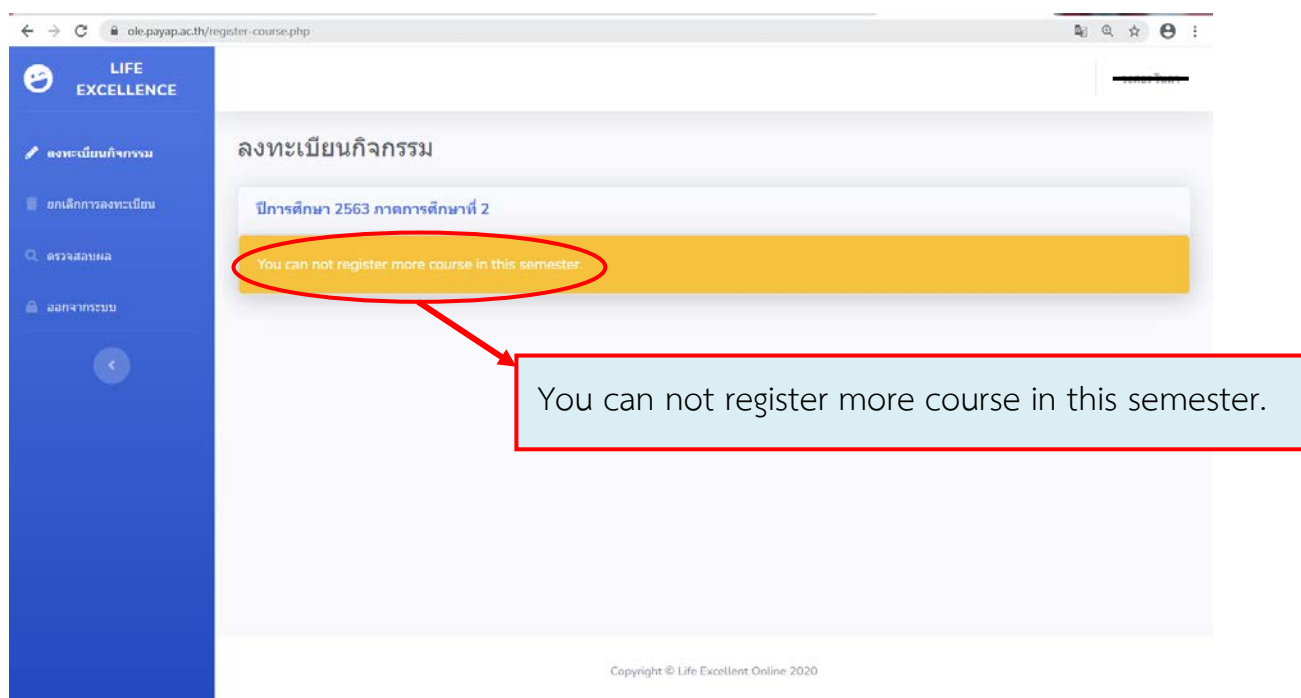 ole.payap.ac.th/register-course.php
LIFE
EXCELLENCE
ลงทะเบียนกิจกรรม
ยกเลิกการลงทะเบียน
ตรวจสอบผล
ออกจากระบบ
ลงทะเบียนกิจกรรม
ปีการศึกษา 2563 ภาคการศึกษาที่ 2
You can not register more course in this semester.
You can not register more course in this semester.
Copyright © Life Excellent Online 2020